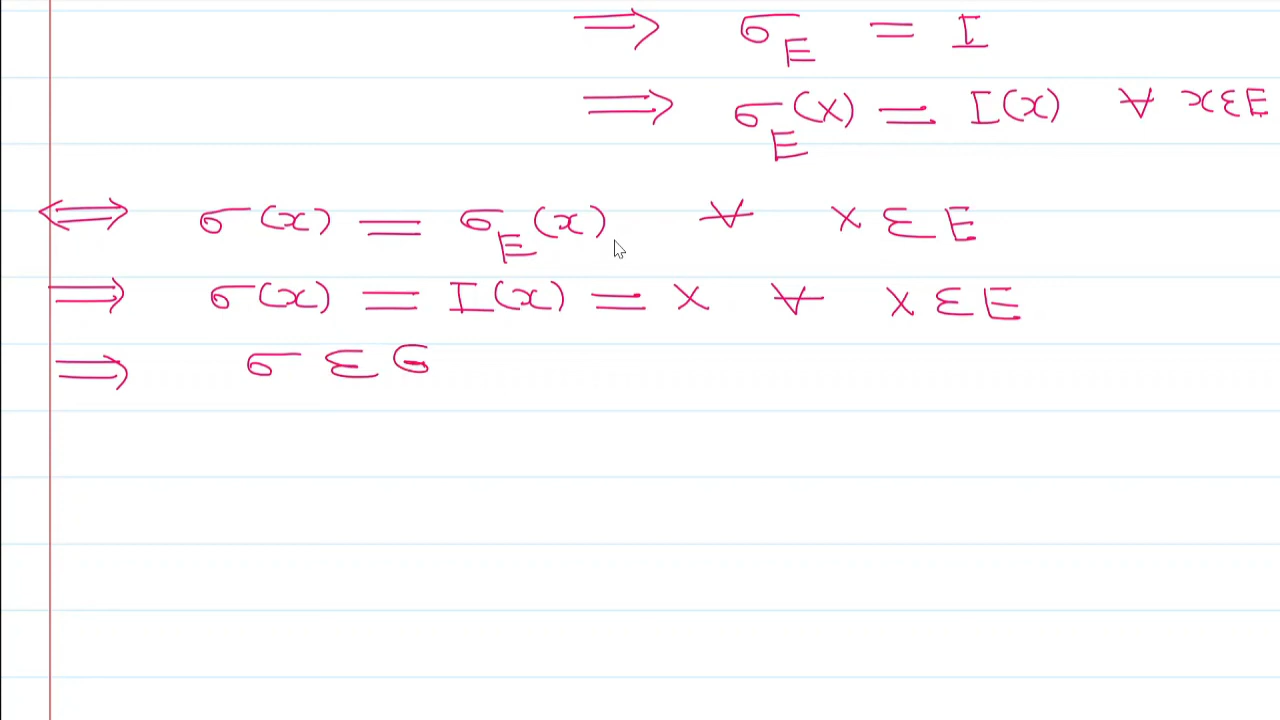 ⟹ σ_E = I
⟹ σ_E(x) = I(x) ∀ x∈E
⟺ σ(x) = σ_E(x) ∀ x∈E
⟹ σ(x) = I(x) = x ∀ x∈E
⟹ σ∈G